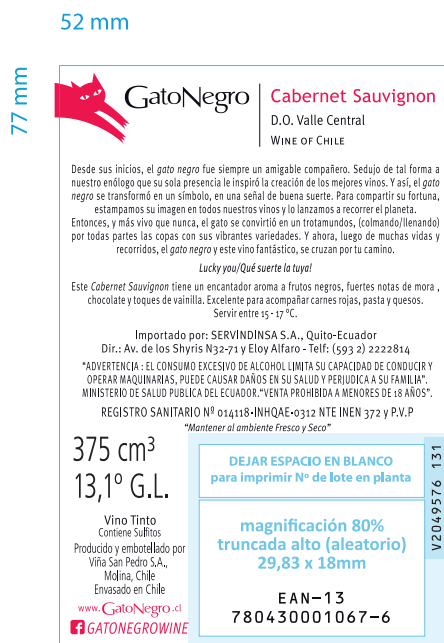 52 mm
77 mm
GatoNegro
Cabernet Sauvignon
D.O. Valle Central
WINE OF CHILE
Desde sus inicios, el gato negro fue siempre un amigable compañero. Sedujo de tal forma a
nuestro enólogo que su sola presencia le inspiró la creación de los mejores vinos. Y así, el gato
negro se transformó en un símbolo, en una señal de buena suerte. Para compartir su fortuna,
estampamos su imagen en todos nuestros vinos y lo lanzamos a recorrer el planeta.
Entonces, y más vivo que nunca, el gato se convirtió en un trotamundos, (colmando/llenando)
por todas partes las copas con sus vibrantes variedades. Y ahora, luego de muchas vidas y
recorridos, el gato negro y este vino fantástico, se cruzan por tu camino.
Lucky you/Qué suerte la tuya!
Este Cabernet Sauvignon tiene un encantador aroma a frutos negros, fuertes notas de mora ,
chocolate y toques de vainilla. Excelente para acompañar carnes rojas, pasta y quesos.
Servir entre 15 - 17 ºC.
Importado por: SERVINDINSA S.A., Quito-Ecuador
Dir.: Av. de los Shyris N32-71 y Eloy Alfaro - Telf: (593 2) 2222814
"ADVERTENCIA : EL CONSUMO EXCESIVO DE ALCOHOL LIMITA SU CAPACIDAD DE CONDUCIR Y
OPERAR MAQUINARIAS, PUEDE CAUSAR DAÑOS EN SU SALUD Y PERJUDICA A SU FAMILIA".
MINISTERIO DE SALUD PUBLICA DEL ECUADOR."VENTA PROHIBIDA A MENORES DE 18 AÑOS".
REGISTRO SANITARIO Nº 014118-INHQAE-0312 NTE INEN 372 y P.V.P
"Mantener al ambiente Fresco y Seco"
375 cm³
13,1º G.L.
Vino Tinto
Contiene Sulfitos
Producido y embotellado por
Viña San Pedro S.A.,
Molina, Chile
Envasado en Chile
www.GatoNegro.cl
f GATONEGROWINE
DEJAR ESPACIO EN BLANCO
para imprimir Nº de lote en planta
magnificación 80%
truncada alto (aleatorio)
29,83 x 18mm
EAN-13
780430001067-6
V2049576 131